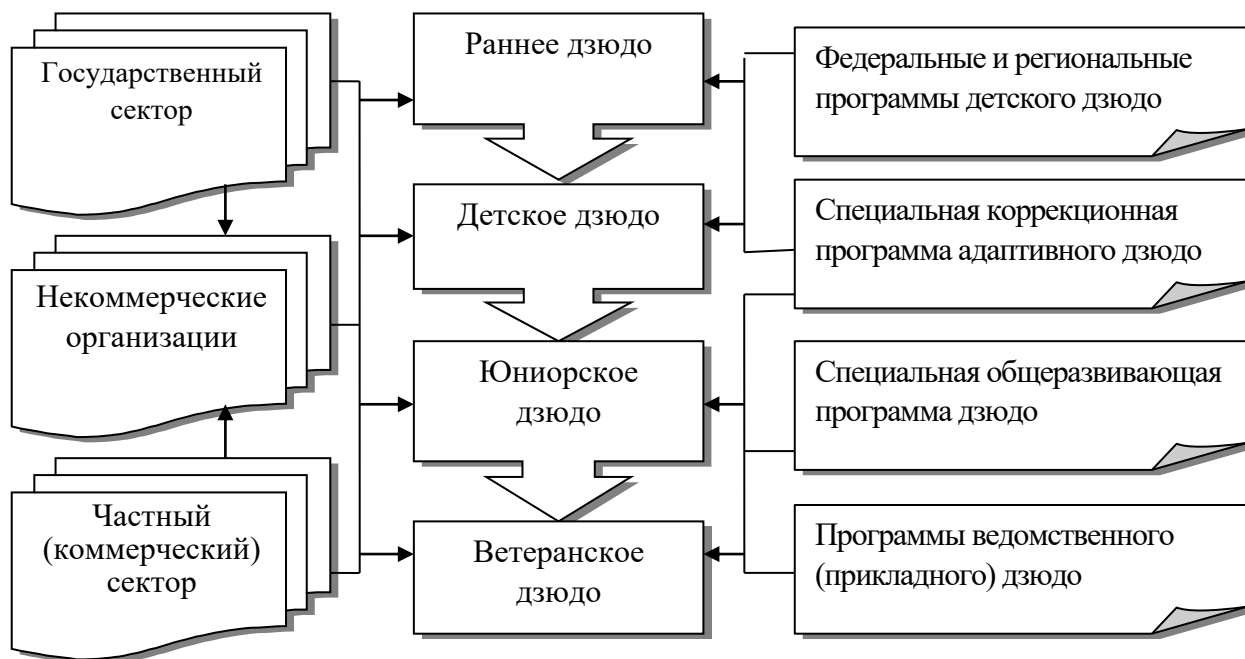 Государственный
сектор
Некоммерческие
организации
Частный
(коммерческий)
сектор
Раннее дзюдо
Детское дзюдо
Юниорское
дзюдо
Ветеранское
дзюдо
Федеральные и региональные
программы детского дзюдо
Специальная коррекционная
программа адаптивного дзюдо
Специальная общеразвивающая
программа дзюдо
Программы ведомственного
(прикладного) дзюдо